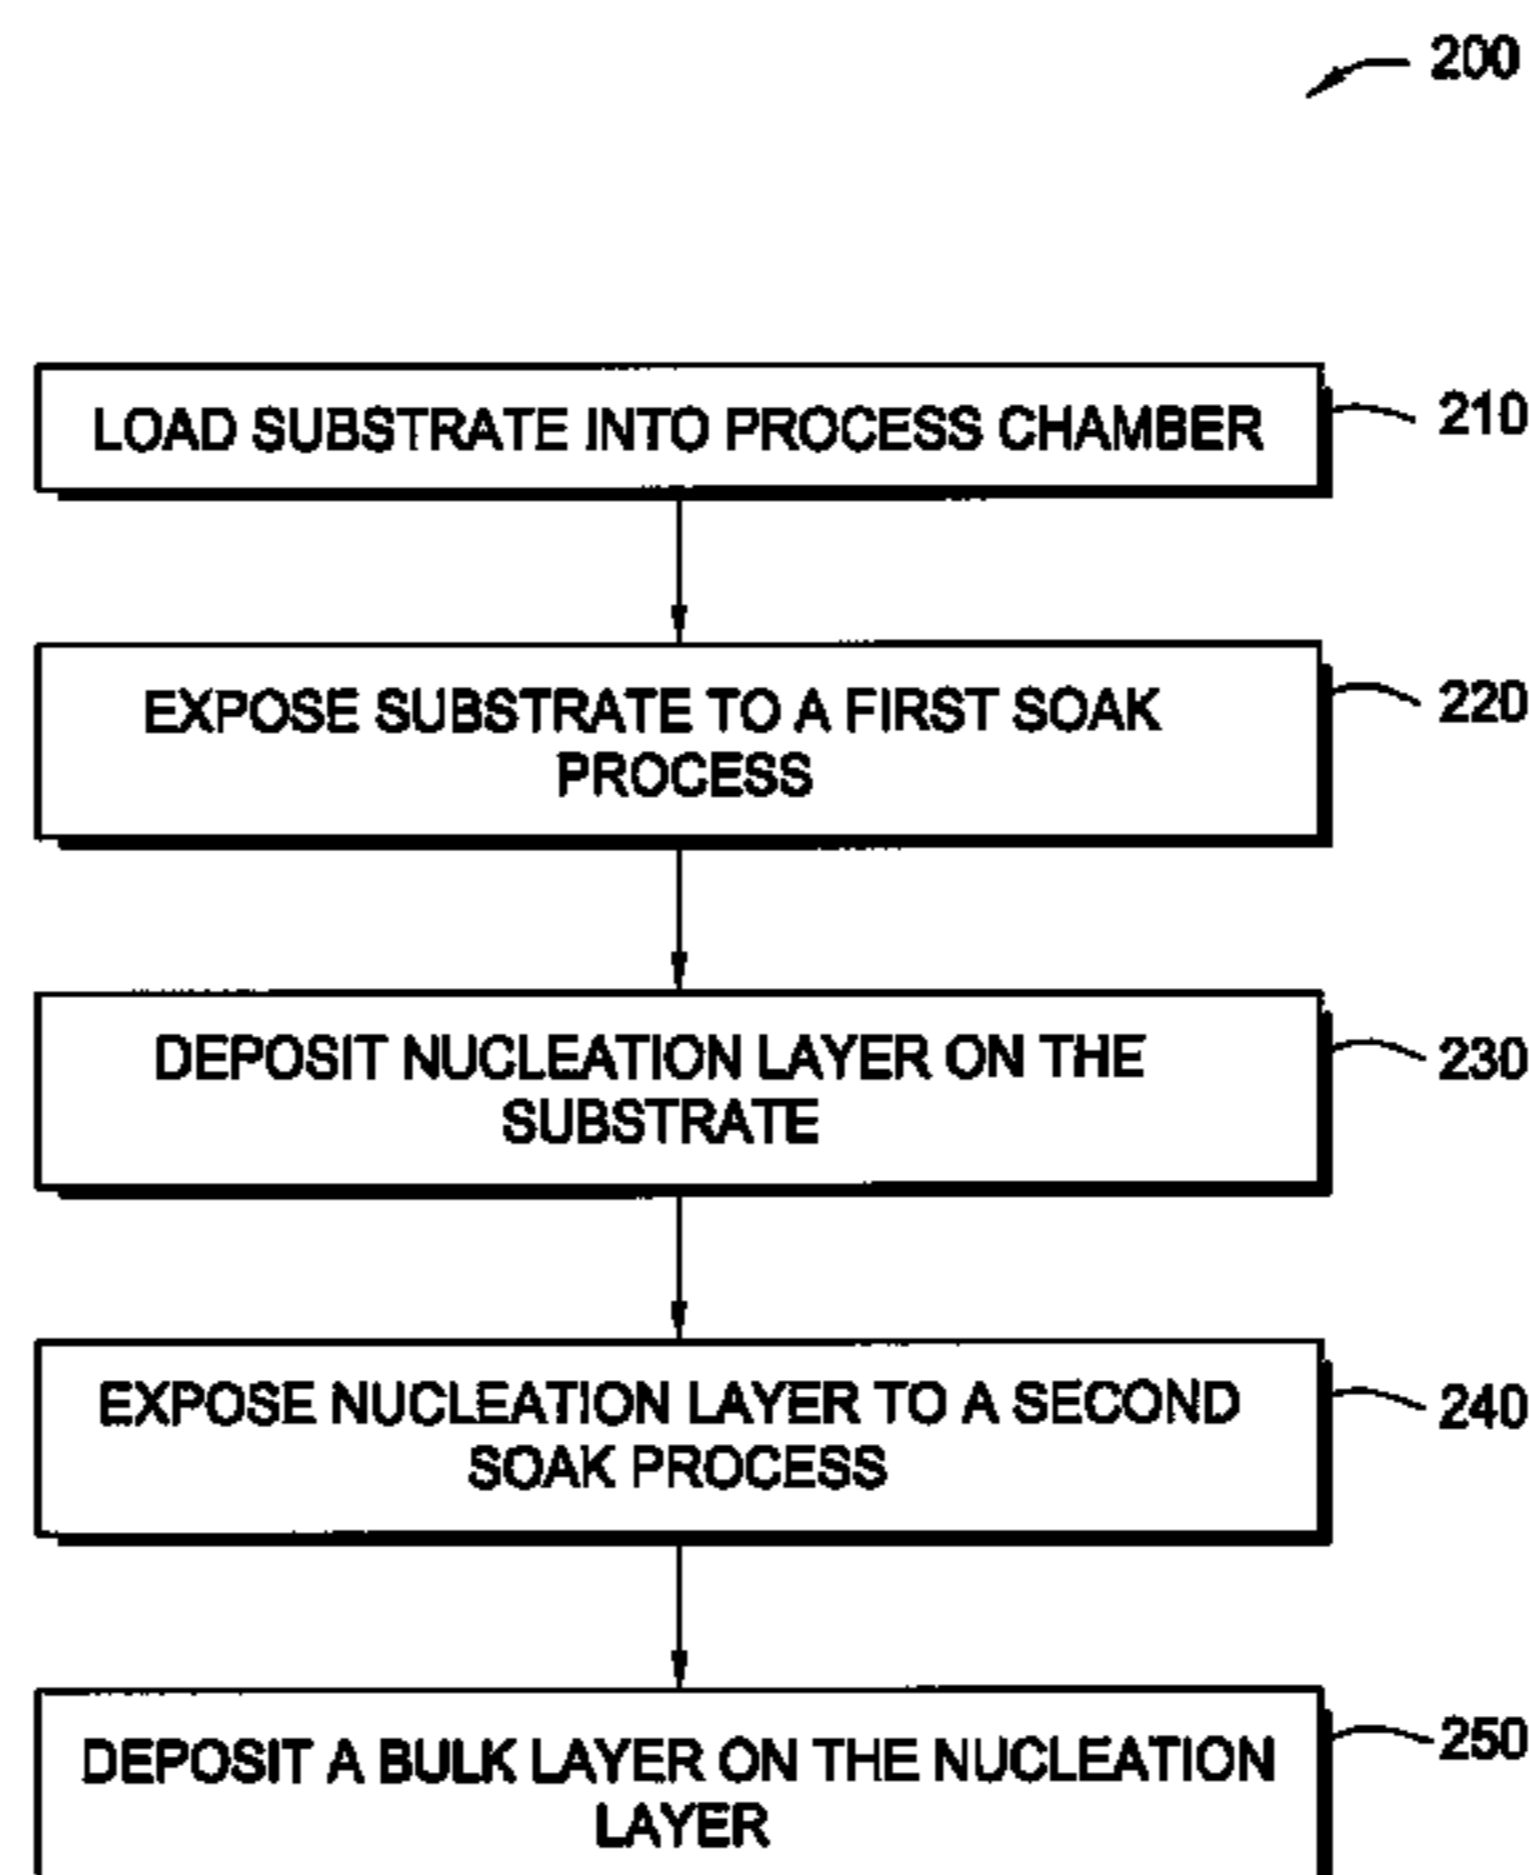 200
LOAD SUBSTRATE INTO PROCESS CHAMBER
210
EXPOSE SUBSTRATE TO A FIRST SOAK
PROCESS
220
DEPOSIT NUCLEATION LAYER ON THE
SUBSTRATE
230
EXPOSE NUCLEATION LAYER TO A SECOND
SOAK PROCESS
240
DEPOSIT A BULK LAYER ON THE NUCLEATION
LAYER
250